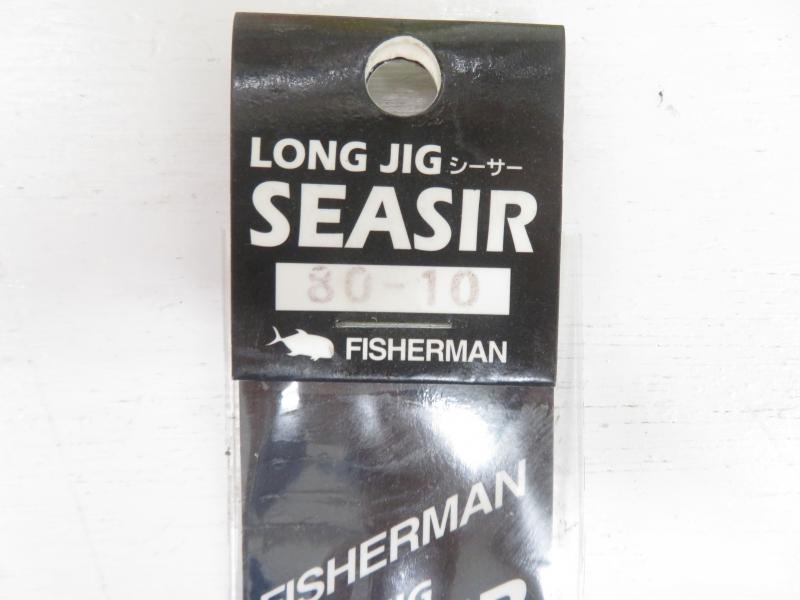 LONG JIG シーサー
SEASIR
80-10
FISHERMAN
FISHERMAN